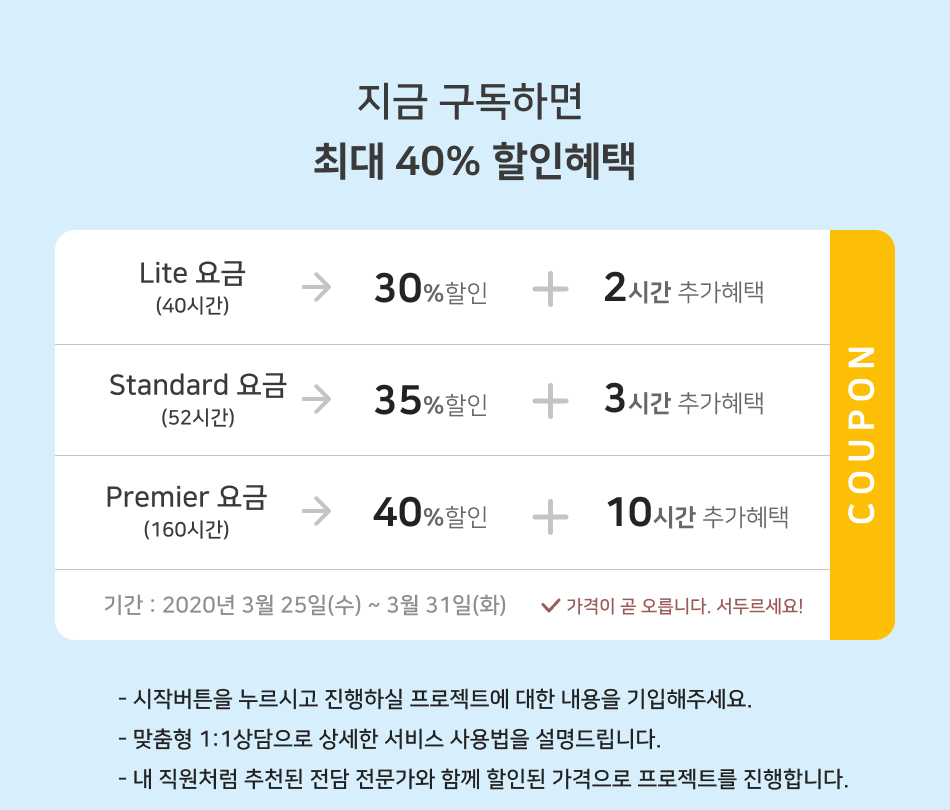 지금 구독하면
최대 40% 할인혜택
Lite 요금
(40시간)
30%할인
2시간 추가혜택
Standard 요금
(52시간)
35%할인
3시간 추가혜택
Premier 요금
(160시간)
40%할인
10시간 추가혜택
COUPON
기간 : 2020년 3월 25일(수) ~ 3월 31일(화)
가격이 곧 오릅니다. 서두르세요!
- 시작버튼을 누르시고 진행하실 프로젝트에 대한 내용을 기입해주세요.
- 맞춤형 1:1상담으로 상세한 서비스 사용법을 설명드립니다.
- 내 직원처럼 추천된 전담 전문가와 함께 할인된 가격으로 프로젝트를 진행합니다.